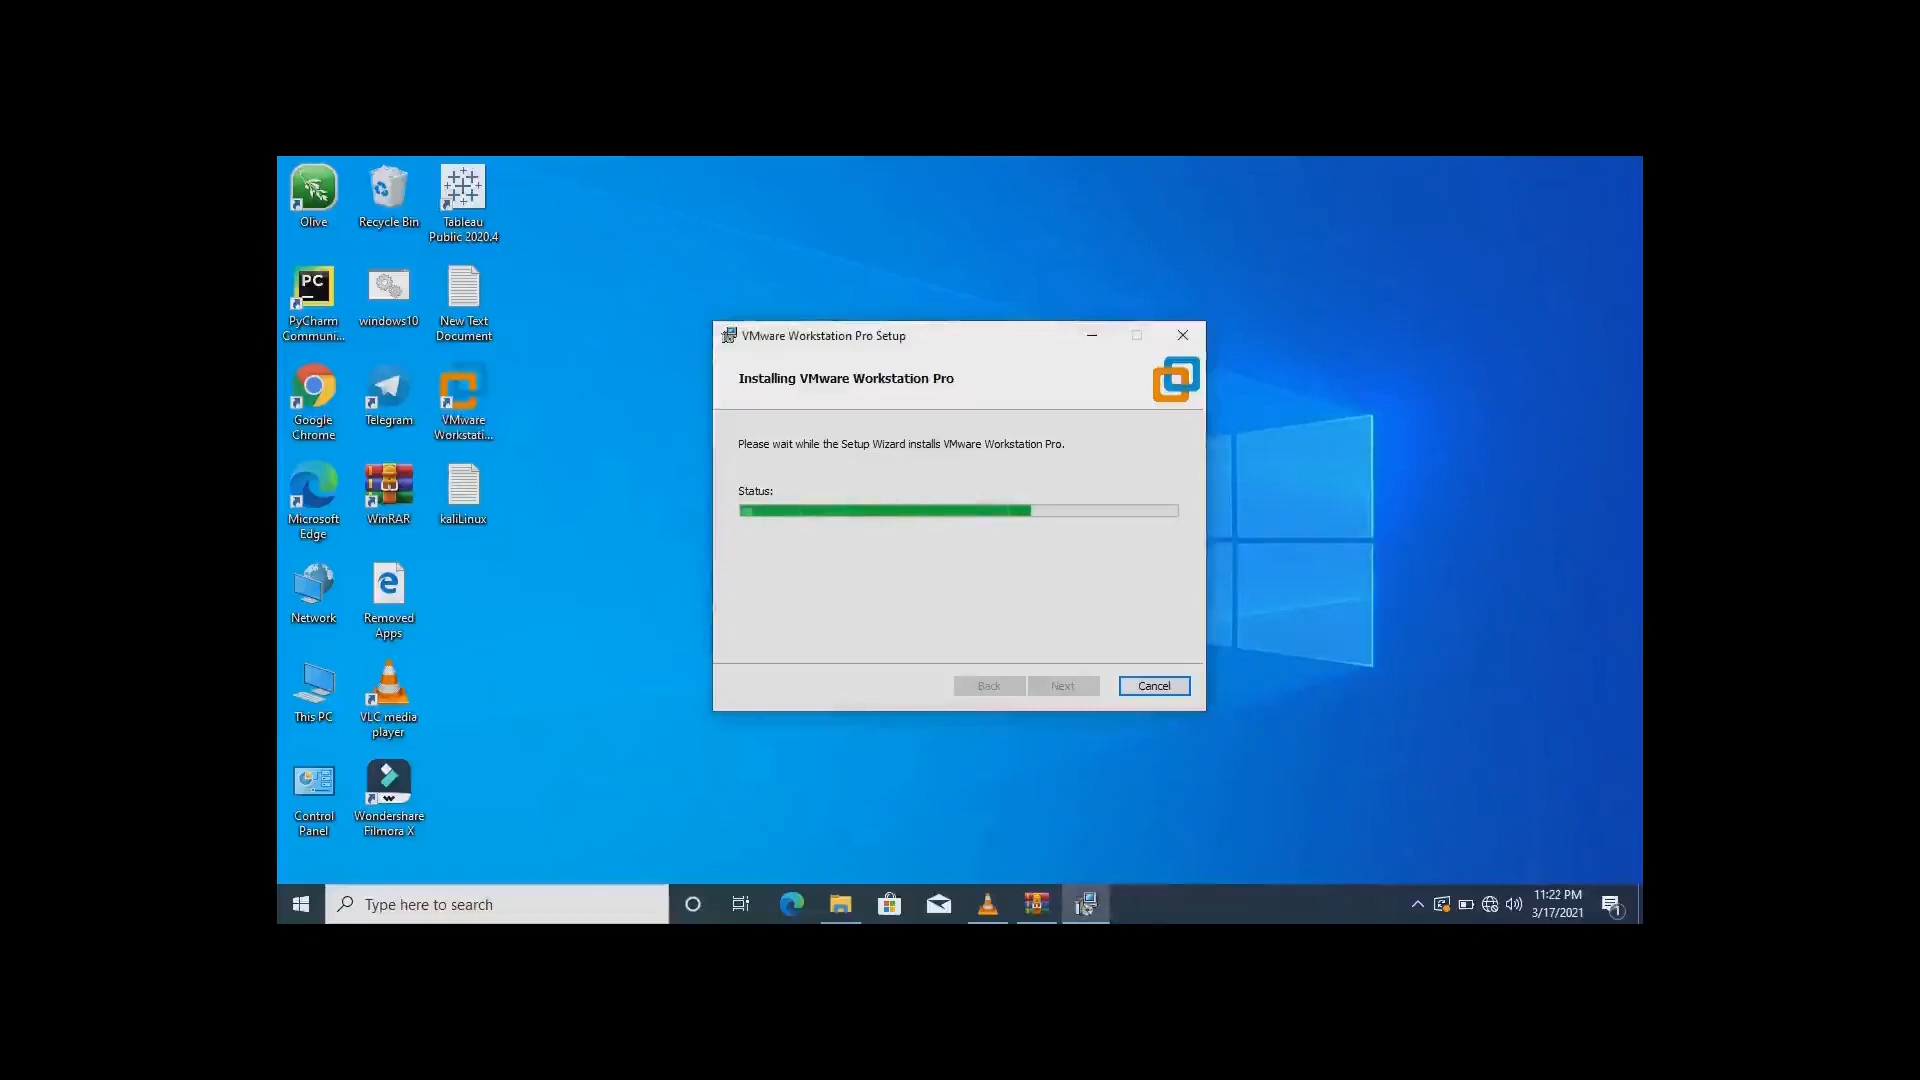 Olive
Recycle Bin
Tableau
Public 2020.4
PC
PyCharm
Communi...
windows10
New Text
Document
Google
Chrome
Telegram
VMware
Workstati...
Microsoft
Edge
WinRAR
kaliLinux
Network
Removed
Apps
This PC
VLC media
player
Control
Panel
Wondershare
Filmora X
VMware Workstation Pro Setup
Installing VMware Workstation Pro
Please wait while the Setup Wizard installs VMware Workstation Pro.
Status:
Back
Next
Cancel
Type here to search
11:22 PM
3/17/2021
1